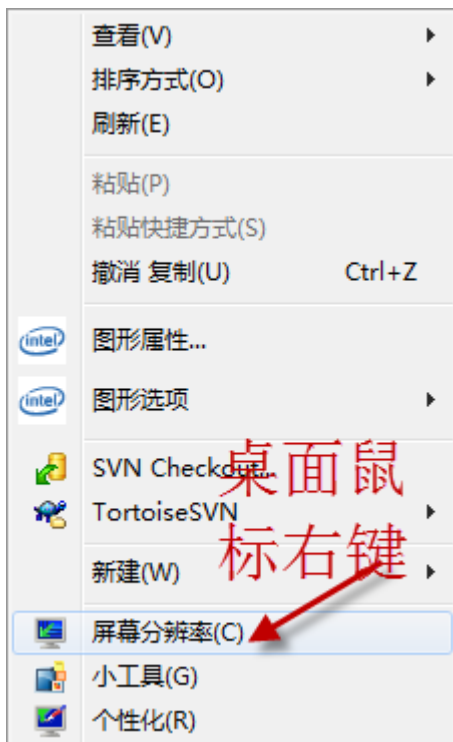 查看(V)
排序方式(O)
刷新(E)
粘贴(P)
粘贴快捷方式(S)
撤消 复制(U) Ctrl+Z
intel 图形属性...
intel 图形选项
SVN Checkout...
TortoiseSVN
桌面鼠
标右键
新建(W)
屏幕分辨率(C)
小工具(G)
个性化(R)